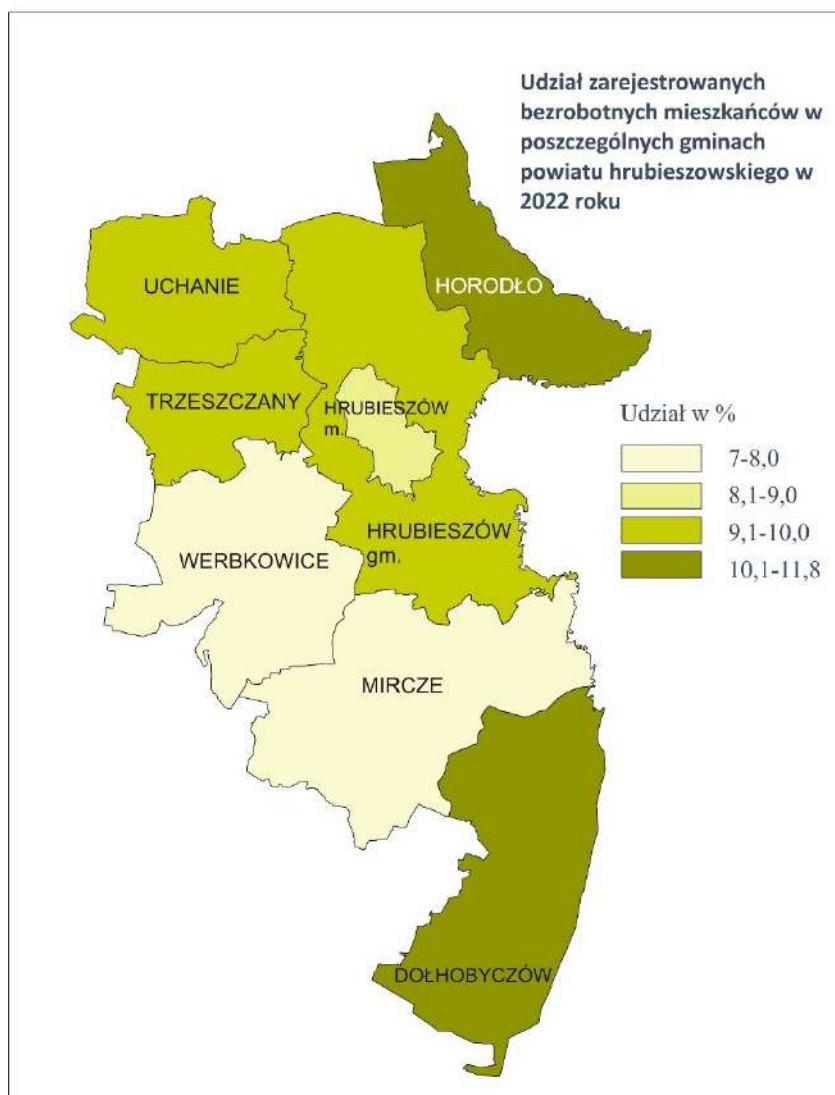 Udział zarejestrowanych
bezrobotnych mieszkańców w
poszczególnych gminach
powiatu hrubieszowskiego w
2022 roku
UCHANIE
HORODŁO
TRZESZCZANY
HRUBIESZÓW
m.
HRUBIESZÓW
gm.
WERBKOWICE
MIRCZE
DOŁHOBYCZÓW
Udział w %
7-8,0
8,1-9,0
9,1-10,0
10,1-11,8